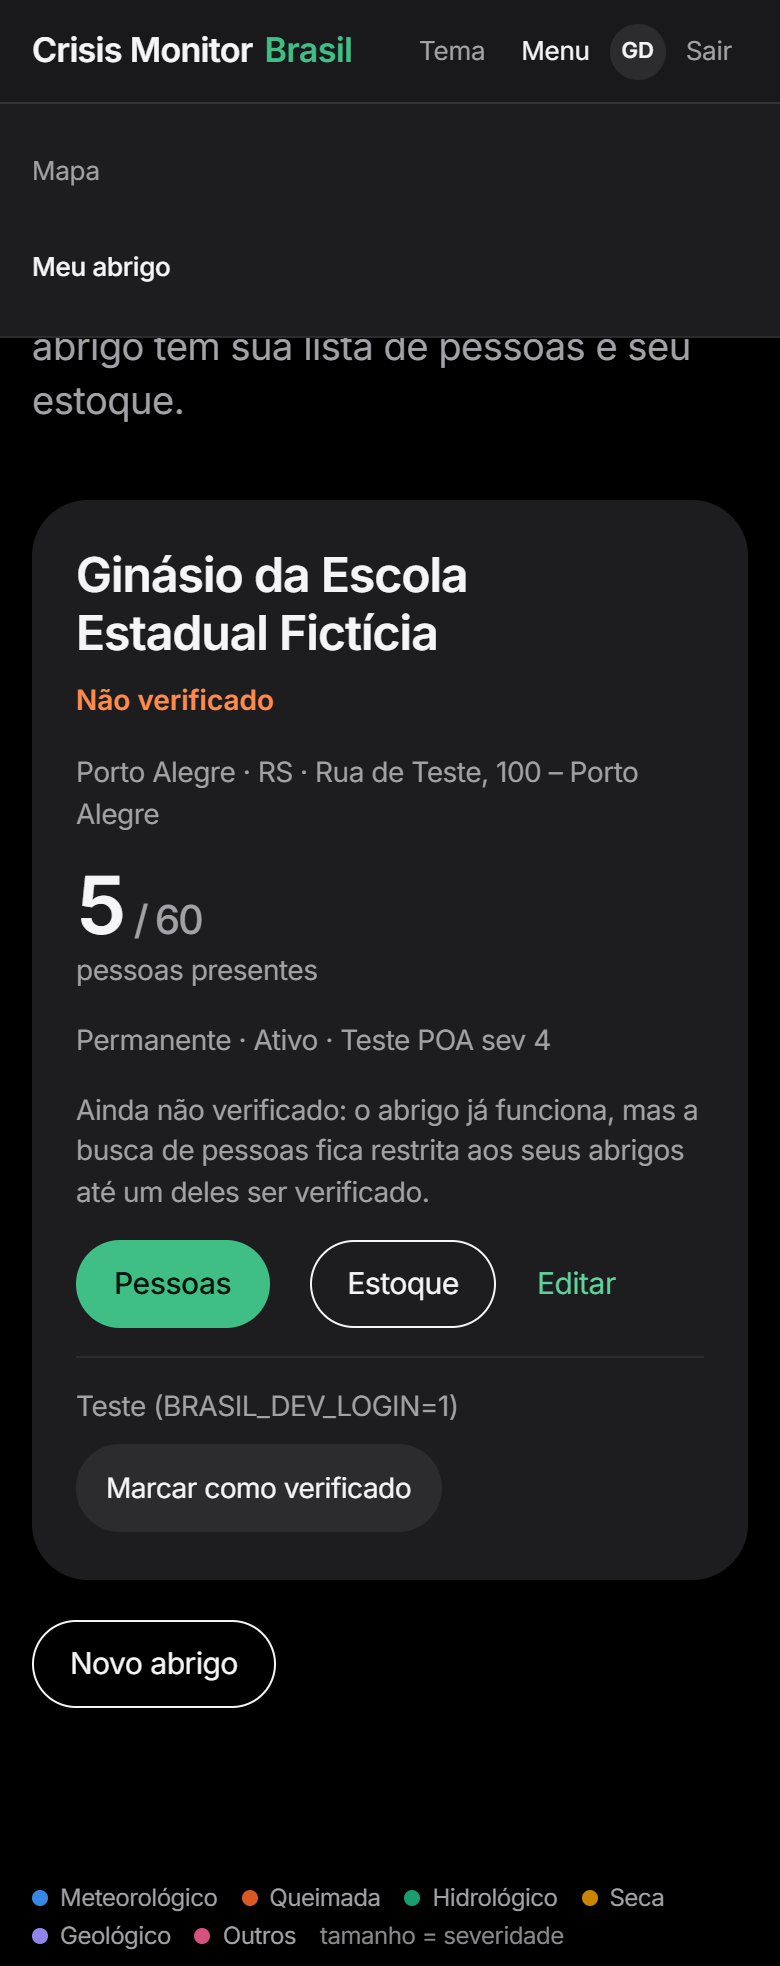 Crisis Monitor Brasil Tema Menu GD Sair
Mapa
Meu abrigo
abrigo tem sua lista de pessoas e seu
estoque.
Ginásio da Escola
Estadual Fictícia
Não verificado
Porto Alegre · RS · Rua de Teste, 100 – Porto
Alegre
5 / 60
pessoas presentes
Permanente · Ativo · Teste POA sev 4
Ainda não verificado: o abrigo já funciona, mas a
busca de pessoas fica restrita aos seus abrigos
até um deles ser verificado.
Pessoas Estoque Editar
Teste (BRASIL_DEV_LOGIN=1)
Marcar como verificado
Novo abrigo
Meteorológico Queimada Hidrológico Seca
Geológico Outros tamanho = severidade